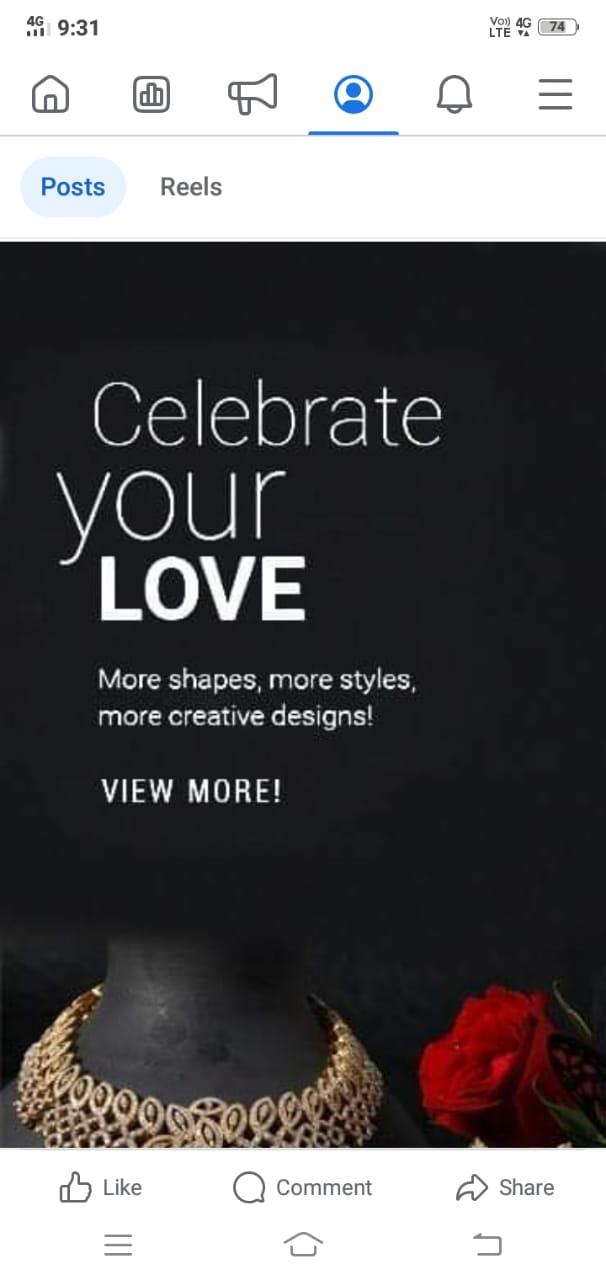 4G 9:31 Vo)) LTE 4G 74
Posts Reels
Celebrate
your
LOVE
More shapes, more styles,
more creative designs!
VIEW MORE!
Like Comment Share